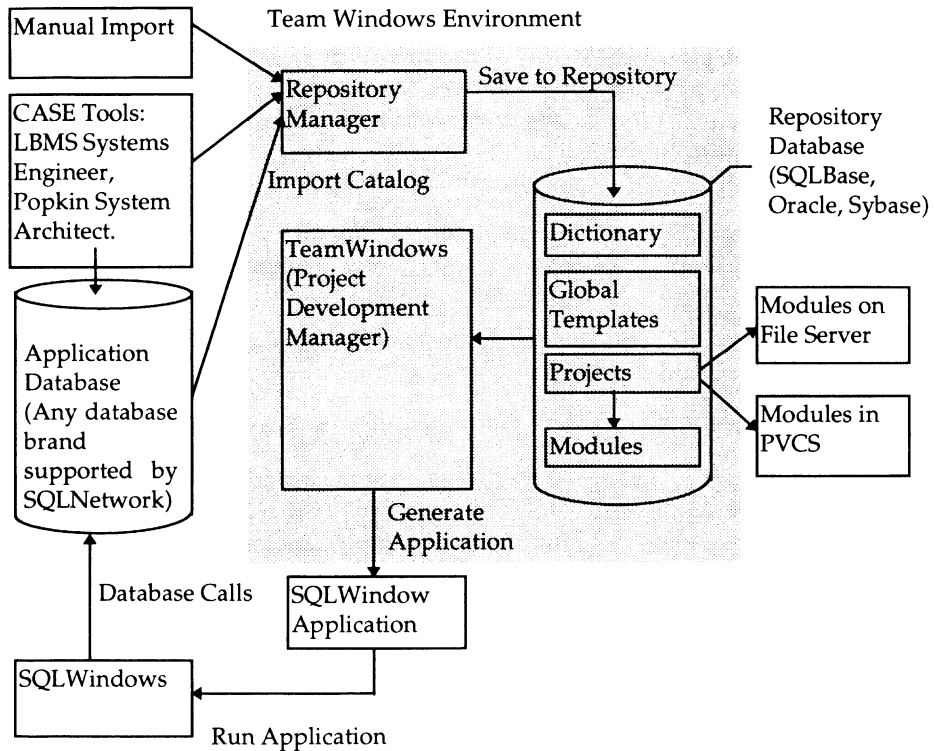 Team Windows Environment
Manual Import
Repository
Manager
Save to Repository
CASE Tools:
LBMS Systems
Engineer,
Popkin System
Architect.
Import Catalog
Repository
Database
(SQLBase,
Oracle, Sybase)
Dictionary
Global
Templates
Projects
Modules
TeamWindows
(Project
Development
Manager)
Modules on
File Server
Modules in
PVCS
Application
Database
(Any database
brand
supported by
SQLNetwork)
Generate
Application
Database Calls
SQLWindow
Application
SQLWindows
Run Application